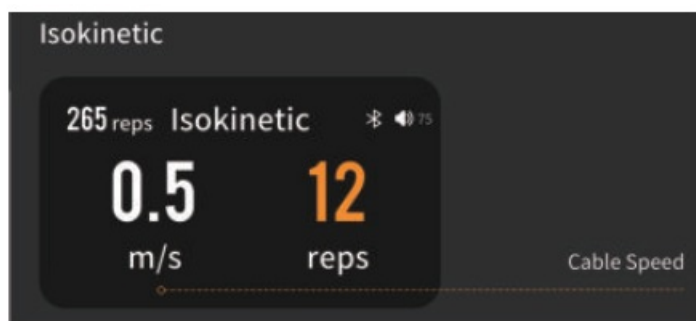 Isokinetic
265 reps Isokinetic 75
0.5 12
m/s reps
Cable Speed